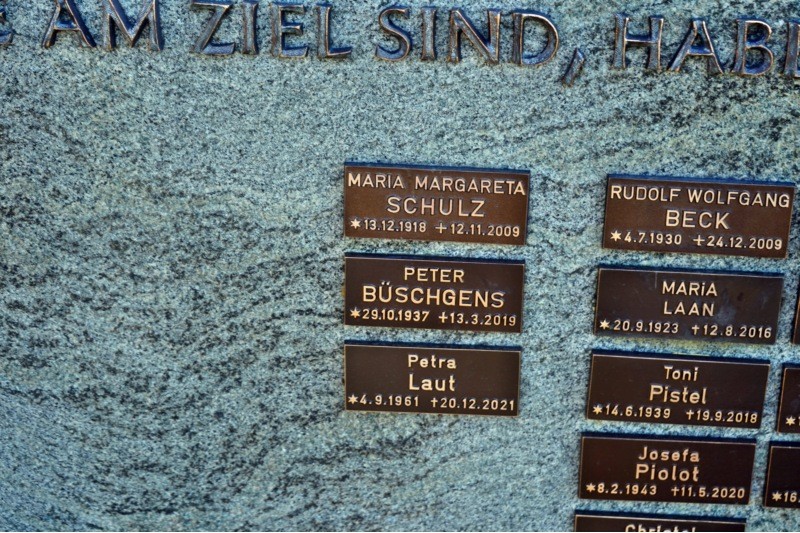 AM ZIEL SIND, HAB
MARIA MARGARETA
SCHULZ
*13.12.1918 +12.11.2009
PETER
BÜSCHGENS
*29.10.1937 +13.3.2019
Petra
Laut
*4.9.1961 +20.12.2021
RUDOLF WOLFGANG
BECK
*4.7.1930 +24.12.2009
MARiA
LAAN
*20.9.1923 +12.8.2016
Toni
Pistel
*14.6.1939 +19.9.2018
Josefa
Piolot
*8.2.1943 +11.5.2020
Christel
*16.